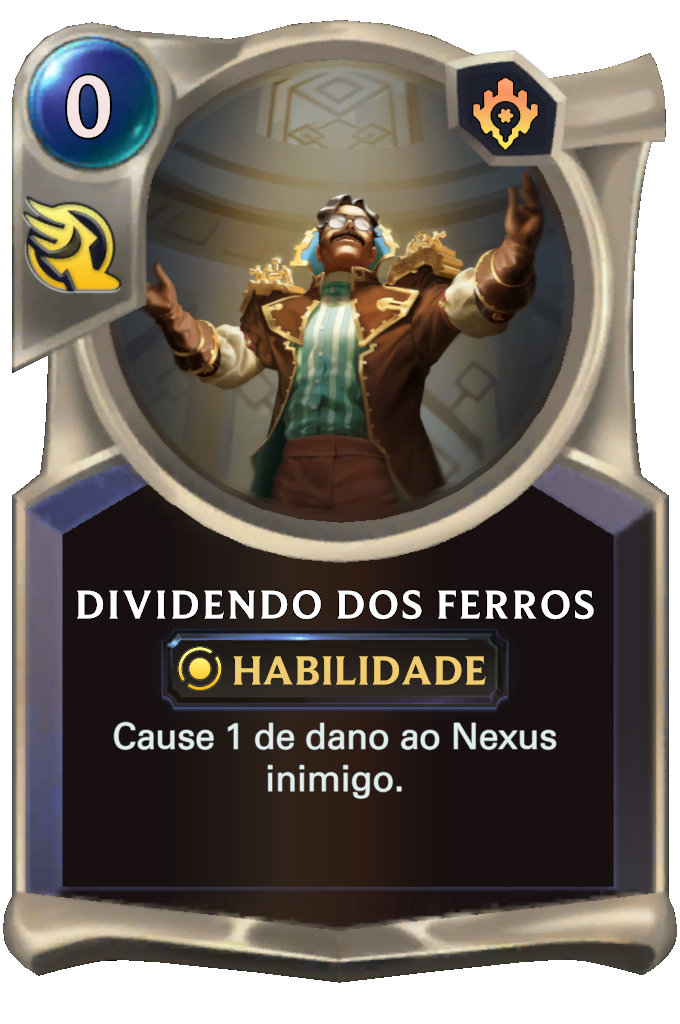 0
DIVIDENDO DOS FERROS
HABILIDADE
Cause 1 de dano ao Nexus
inimigo.